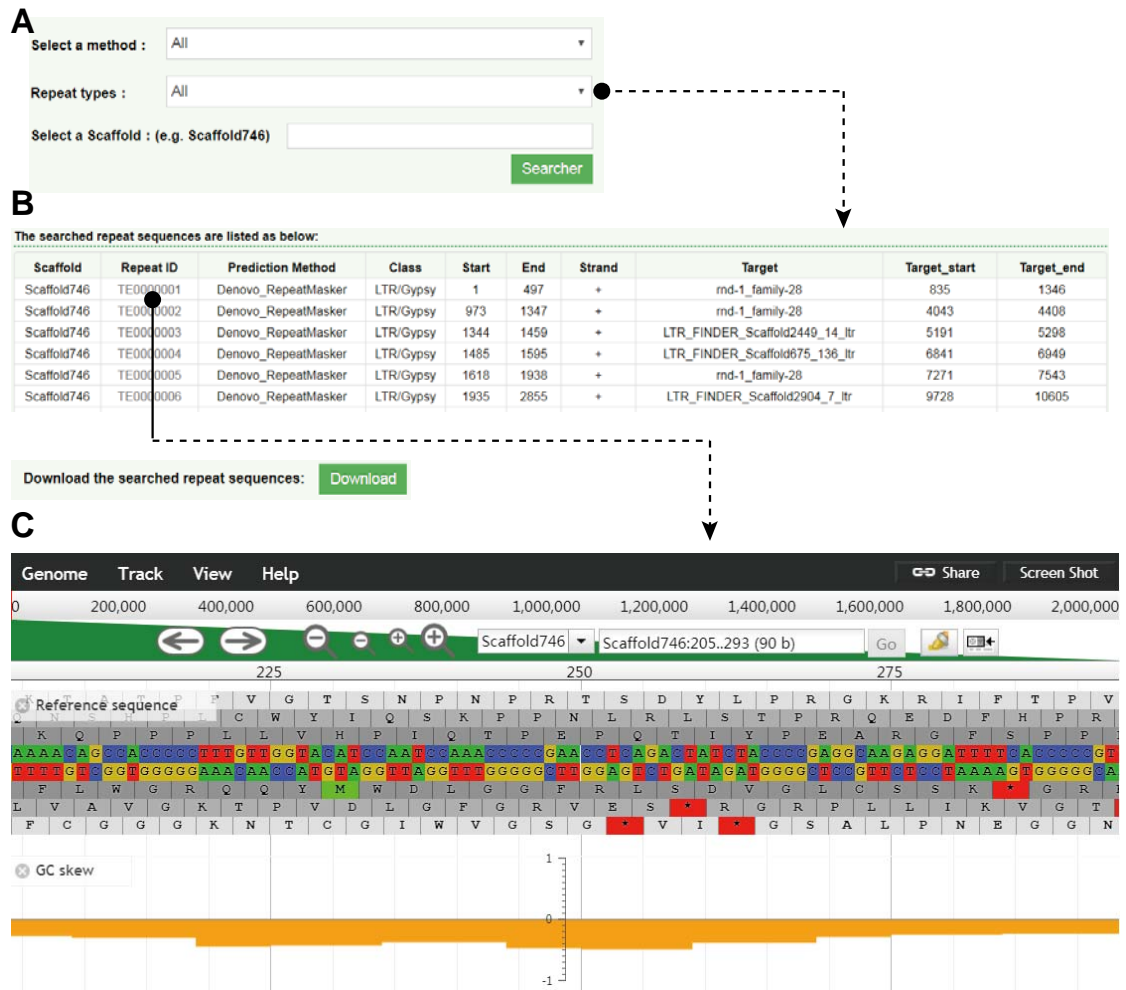 A
Select a method : All
Repeat types : All
Select a Scaffold : (e.g. Scaffold746)
Searcher
B
The searched repeat sequences are listed as below:
Scaffold Repeat ID Prediction Method Class Start End Strand Target Target_start Target_end
Scaffold746 TE0000001 Denovo_RepeatMasker LTR/Gypsy 1 497 + rnd-1_family-28 835 1346
Scaffold746 TE0000002 Denovo_RepeatMasker LTR/Gypsy 973 1347 + rnd-1_family-28 4043 4408
Scaffold746 TE0000003 Denovo_RepeatMasker LTR/Gypsy 1344 1459 + LTR_FINDER_Scaffold2449_14_ltr 5191 5298
Scaffold746 TE0000004 Denovo_RepeatMasker LTR/Gypsy 1485 1595 + LTR_FINDER_Scaffold675_136_ltr 6841 6949
Scaffold746 TE0000005 Denovo_RepeatMasker LTR/Gypsy 1618 1938 + rnd-1_family-28 7271 7543
Scaffold746 TE0000006 Denovo_RepeatMasker LTR/Gypsy 1935 2855 + LTR_FINDER_Scaffold2904_7_ltr 9728 10605
Download the searched repeat sequences: Download
C
Genome Track View Help Share Screen Shot
0 200,000 400,000 600,000 800,000 1,000,000 1,200,000 1,400,000 1,600,000 1,800,000 2,000,000
Scaffold746 Scaffold746:205..293 (90 b) Go
225 250 275
Reference sequence
K T A T P F V G T S N P N P R T S D Y L P R G K R I F T P V
Q N S H P L C W Y I Q S K P P N L R L S T P R Q E D F H P R
K Q P P P L L V H P I Q T P E P Q T I Y P E A R G F S P P
AAAACAGCCACCCCCTTTGTTGGTACATCCAATCCAAACCCCCGAACCTCAGACTATCTACCCCGAGGCAAGAGGATTTTCACCCCCGT
TTTTGTCGGTGGGGGAAACAACCATGTAGGTTAGGTTTGGGGGCTTGGAGTCTGATAGATGGGGCTCCGTTCTCCTAAAAGTGGGGGCA
F L W G R Q Q Y M W D L G G F R L S D V G L C S S K * G R
L V A V G K T P V D L G F G R V E S * R G R P L L I K V G T
F C G G G K N T C G I W V G S G * V I * G S A L P N E G G N
GC skew
1
0
-1